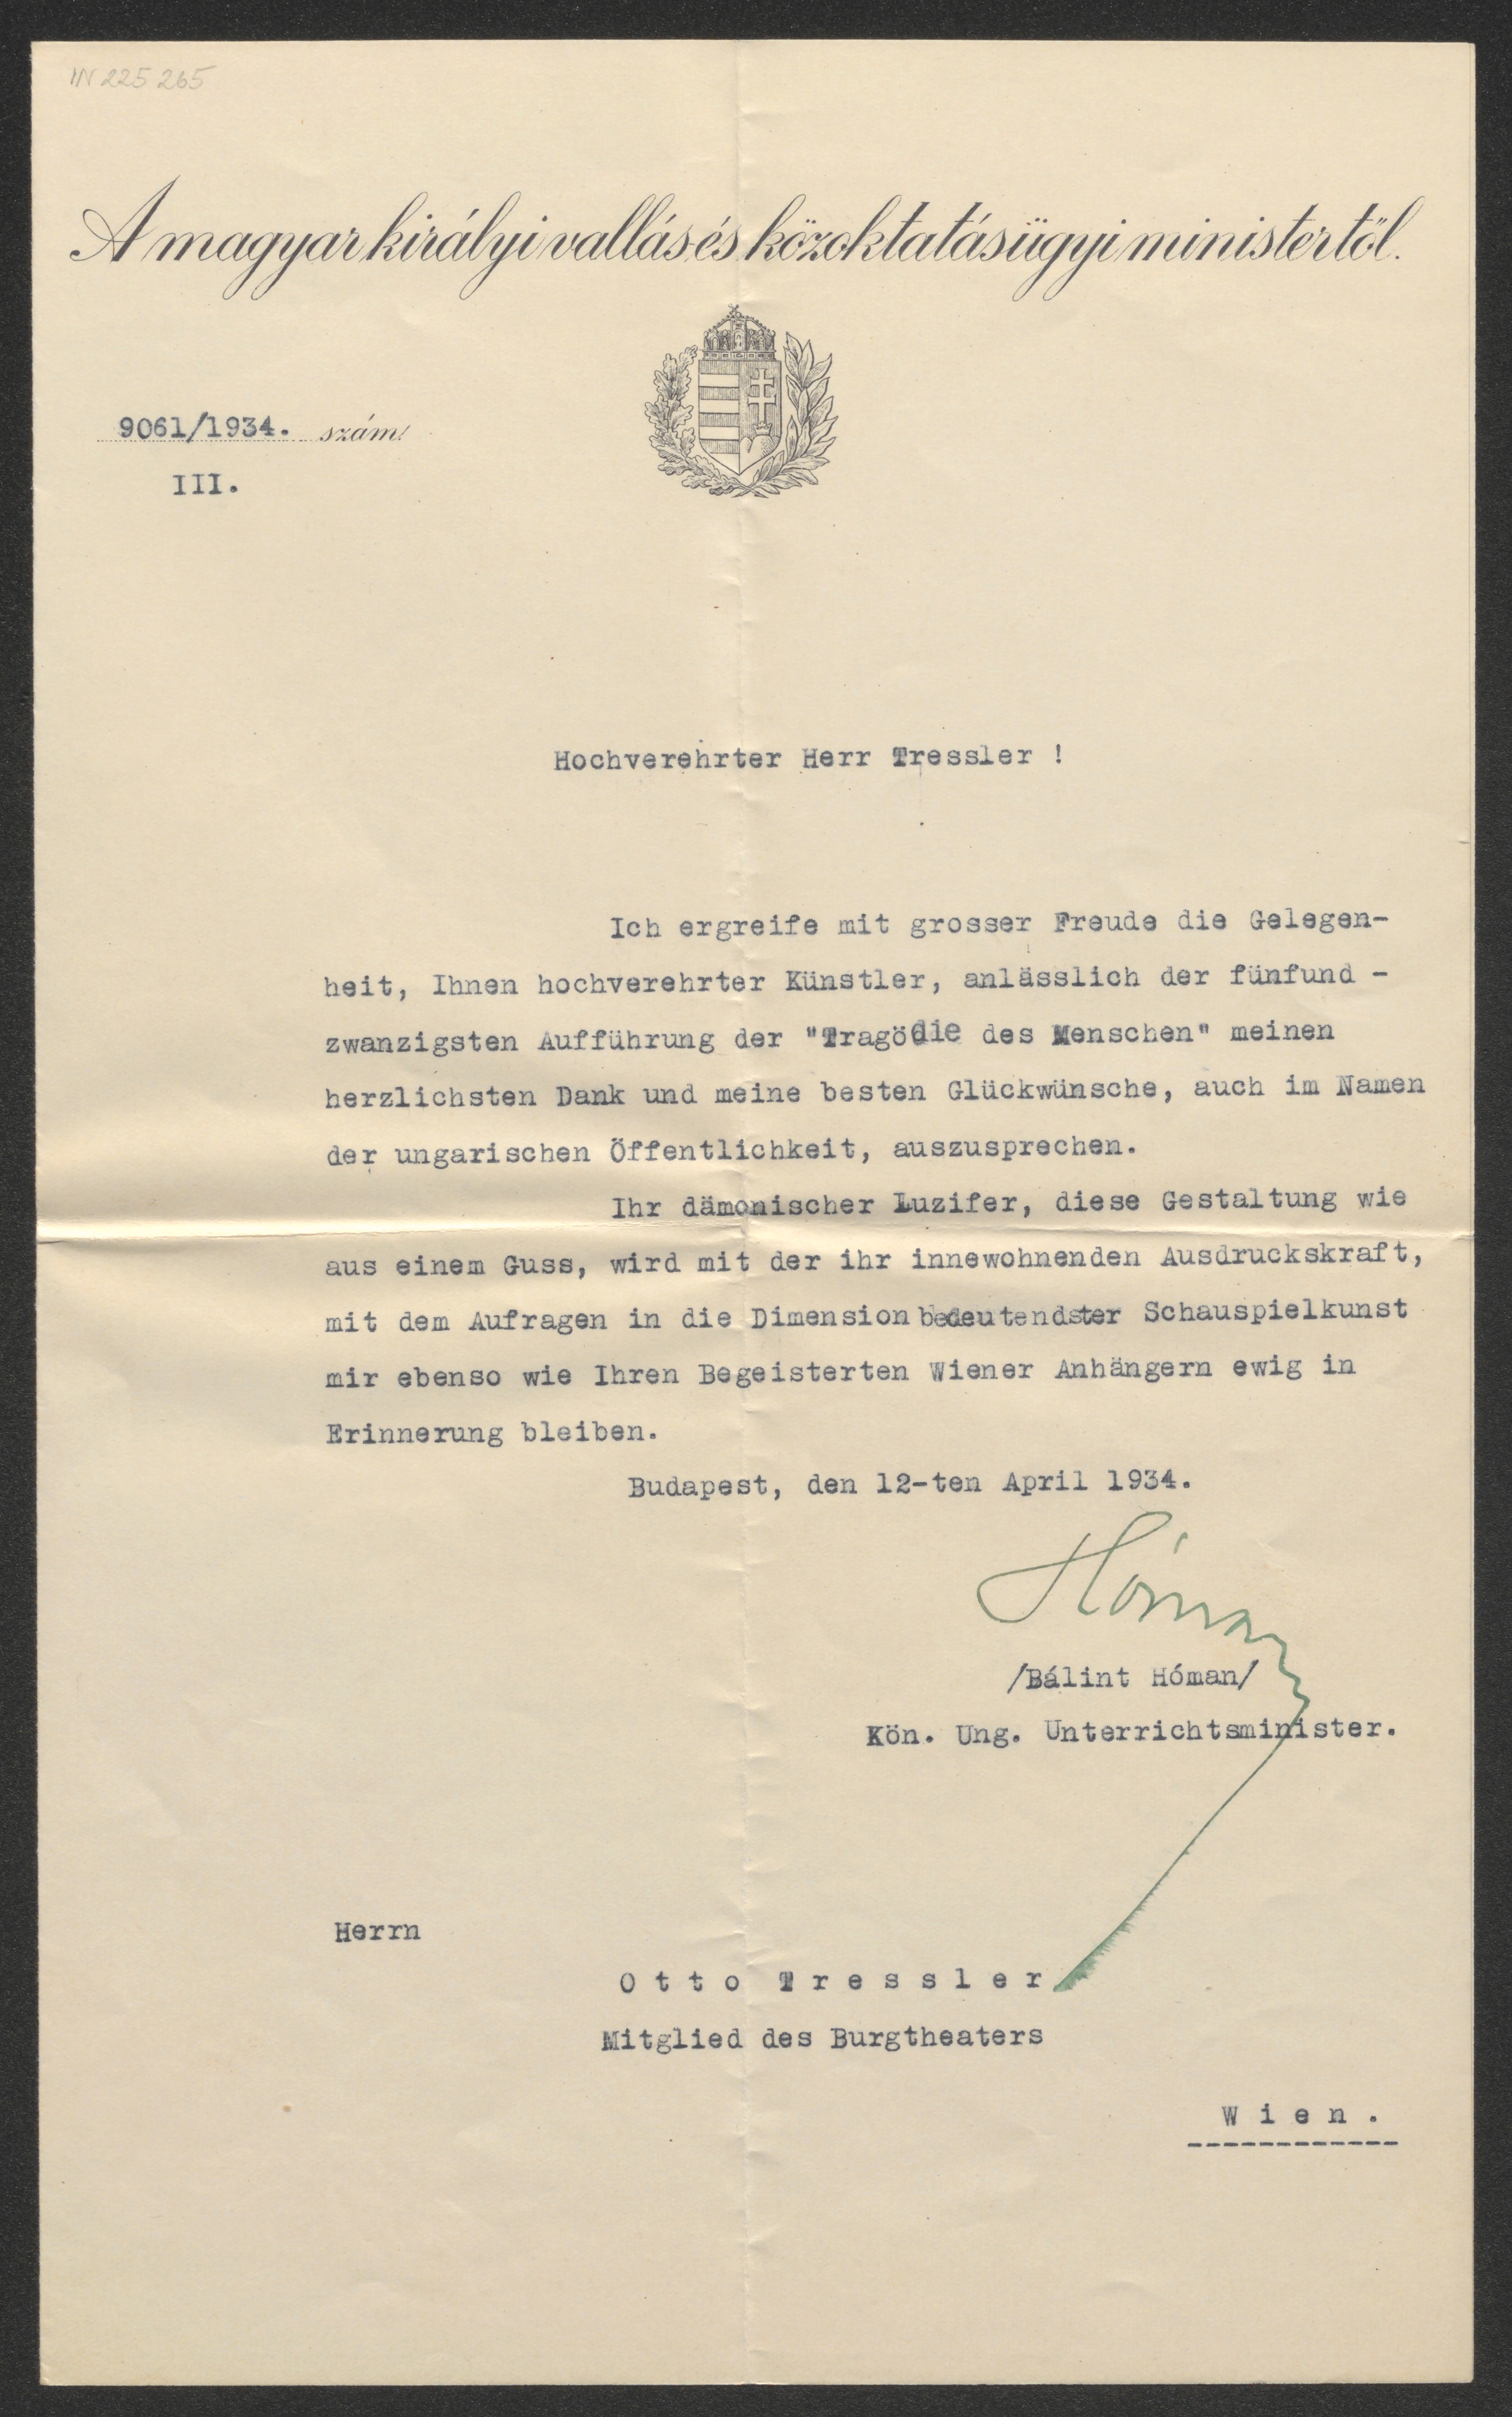 IN 225 265
A magyar királyi vallás és közoktatásügyi ministertől.
9061/1934. szám
III.
Hochverehrter Herr Tressler !
Ich ergreife mit grosser Freude die Gelegen-
heit, Ihnen hochverehrter Künstler, anlässlich der fünfund -
zwanzigsten Aufführung der "Tragödie des Menschen" meinen
herzlichsten Dank und meine besten Glückwünsche, auch im Namen
der ungarischen Öffentlichkeit, auszusprechen.
Ihr dämonischer Luzifer, diese Gestaltung wie
aus einem Guss, wird mit der ihr innewohnenden Ausdruckskraft,
mit dem Aufragen in die Dimension bedeutendster Schauspielkunst
mir ebenso wie Ihren Begeisterten Wiener Anhängern ewig in
Erinnerung bleiben.
Budapest, den 12-ten April 1934.
Hóman
/Bálint Hóman/
Kön. Ung. Unterrichtsminister.
Herrn
O t t o T r e s s l e r
Mitglied des Burgtheaters
W i e n .